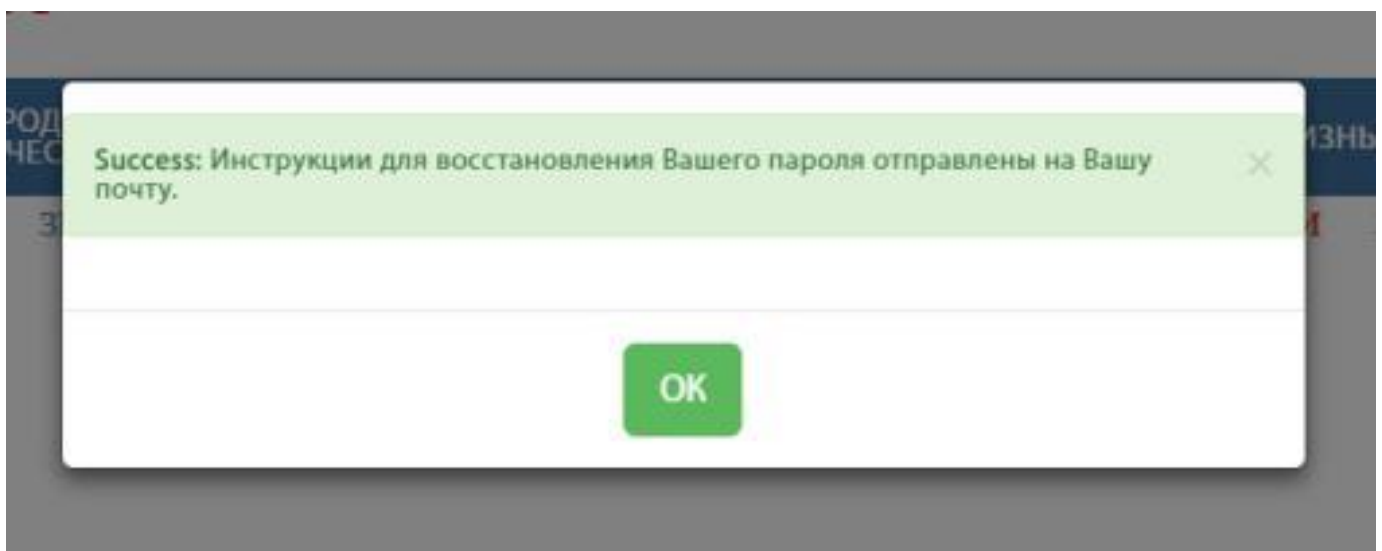 Success: Инструкции для восстановления Вашего пароля отправлены на Вашу
почту.
×
OK